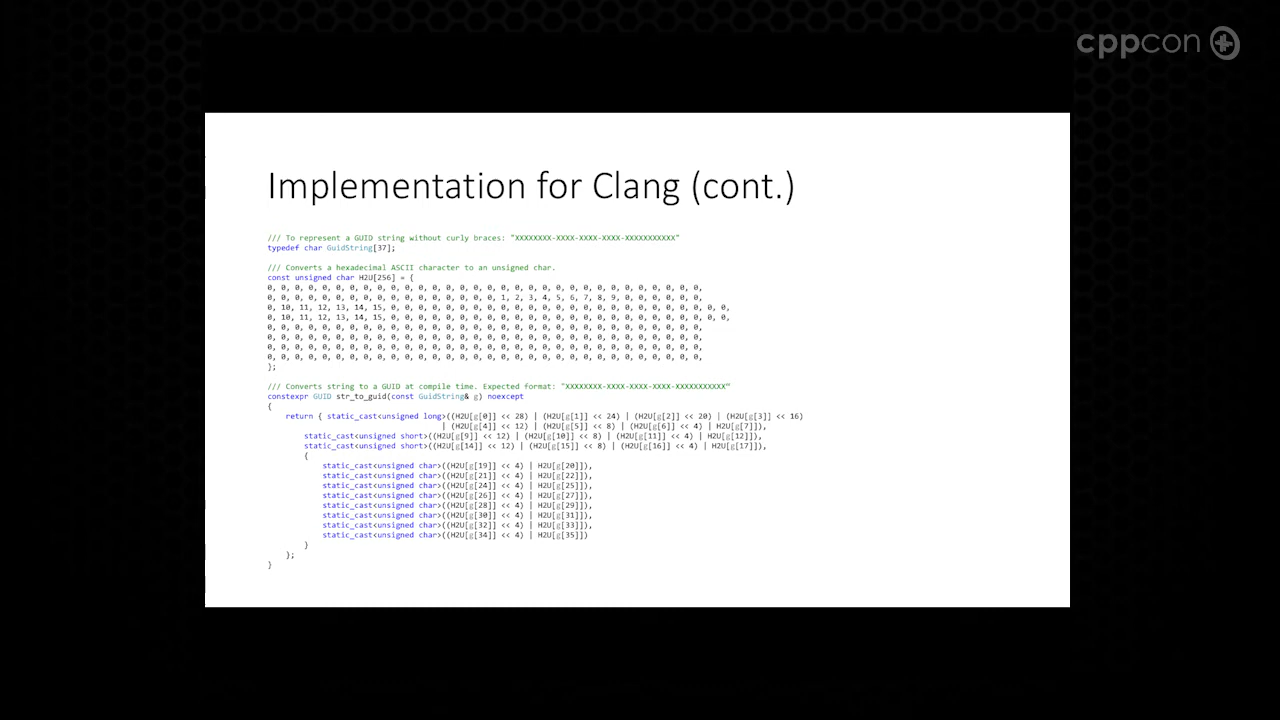 cppcon
Implementation for Clang (cont.)
/// To represent a GUID string without curly braces: "XXXXXXXX-XXXX-XXXX-XXXX-XXXXXXXXXXX"
typedef char GuidString[37];
/// Converts a hexadecimal ASCII character to an unsigned char.
const unsigned char H2U[256] = {
0, 0, 0, 0, 0, 0, 0, 0, 0, 0, 0, 0, 0, 0, 0, 0, 0, 0, 0, 0, 0, 0, 0, 0, 0, 0, 0, 0, 0, 0, 0, 0,
0, 0, 0, 0, 0, 0, 0, 0, 0, 0, 0, 0, 0, 0, 0, 0, 0, 1, 2, 3, 4, 5, 6, 7, 8, 9, 0, 0, 0, 0, 0, 0,
0, 10, 11, 12, 13, 14, 15, 0, 0, 0, 0, 0, 0, 0, 0, 0, 0, 0, 0, 0, 0, 0, 0, 0, 0, 0, 0, 0, 0, 0, 0, 0,
0, 10, 11, 12, 13, 14, 15, 0, 0, 0, 0, 0, 0, 0, 0, 0, 0, 0, 0, 0, 0, 0, 0, 0, 0, 0, 0, 0, 0, 0, 0, 0,
0, 0, 0, 0, 0, 0, 0, 0, 0, 0, 0, 0, 0, 0, 0, 0, 0, 0, 0, 0, 0, 0, 0, 0, 0, 0, 0, 0, 0, 0, 0, 0,
0, 0, 0, 0, 0, 0, 0, 0, 0, 0, 0, 0, 0, 0, 0, 0, 0, 0, 0, 0, 0, 0, 0, 0, 0, 0, 0, 0, 0, 0, 0, 0,
0, 0, 0, 0, 0, 0, 0, 0, 0, 0, 0, 0, 0, 0, 0, 0, 0, 0, 0, 0, 0, 0, 0, 0, 0, 0, 0, 0, 0, 0, 0, 0,
0, 0, 0, 0, 0, 0, 0, 0, 0, 0, 0, 0, 0, 0, 0, 0, 0, 0, 0, 0, 0, 0, 0, 0, 0, 0, 0, 0, 0, 0, 0, 0,
};
/// Converts string to a GUID at compile time. Expected format: "XXXXXXXX-XXXX-XXXX-XXXX-XXXXXXXXXXX"
constexpr GUID str_to_guid(const GuidString& g) noexcept
{
return { static_cast<unsigned long>((H2U[g[0]] << 28) | (H2U[g[1]] << 24) | (H2U[g[2]] << 20) | (H2U[g[3]] << 16)
| (H2U[g[4]] << 12) | (H2U[g[5]] << 8) | (H2U[g[6]] << 4) | H2U[g[7]]),
static_cast<unsigned short>((H2U[g[9]] << 12) | (H2U[g[10]] << 8) | (H2U[g[11]] << 4) | H2U[g[12]]),
static_cast<unsigned short>((H2U[g[14]] << 12) | (H2U[g[15]] << 8) | (H2U[g[16]] << 4) | H2U[g[17]]),
{
static_cast<unsigned char>((H2U[g[19]] << 4) | H2U[g[20]]),
static_cast<unsigned char>((H2U[g[21]] << 4) | H2U[g[22]]),
static_cast<unsigned char>((H2U[g[24]] << 4) | H2U[g[25]]),
static_cast<unsigned char>((H2U[g[26]] << 4) | H2U[g[27]]),
static_cast<unsigned char>((H2U[g[28]] << 4) | H2U[g[29]]),
static_cast<unsigned char>((H2U[g[30]] << 4) | H2U[g[31]]),
static_cast<unsigned char>((H2U[g[32]] << 4) | H2U[g[33]]),
static_cast<unsigned char>((H2U[g[34]] << 4) | H2U[g[35]])
}
};
}